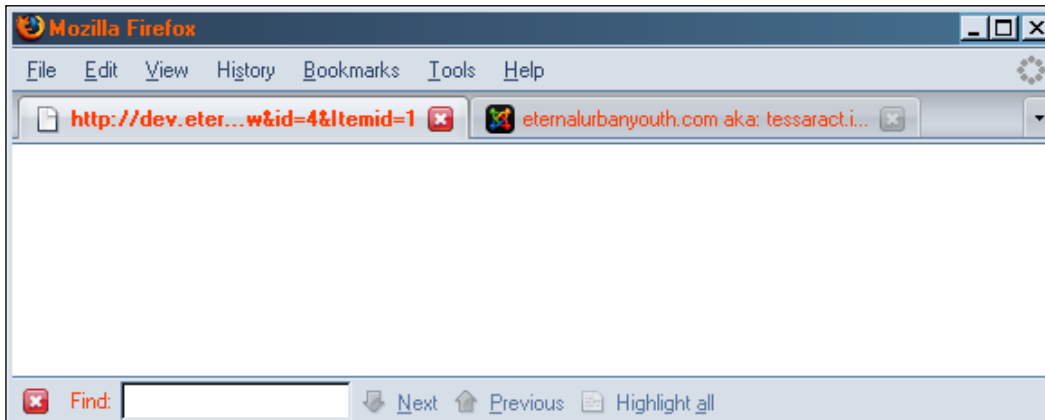 Mozilla Firefox
File Edit View History Bookmarks Tools Help
http://dev.eter...w&id=4&Itemid=1 eternalurbanyouth.com aka: tessaract.i...
Find: Next Previous Highlight all